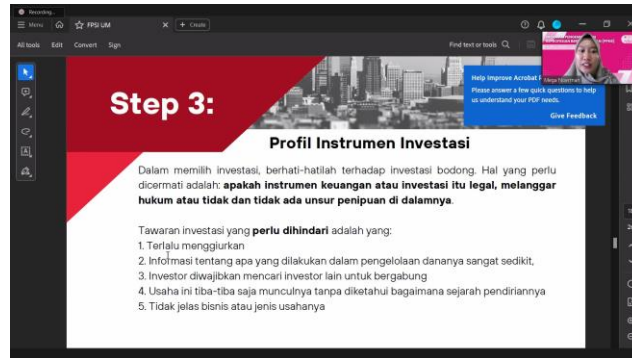 Recording...
Menu
FPSI UM
+ Create
All tools Edit Convert Sign
Find text or tools
Help Improve Acrobat
Please answer a few quick questions to help
us understand your PDF needs.
Give Feedback
Step 3:
Profil Instrumen Investasi
Dalam memilih investasi, berhati-hatilah terhadap investasi bodong. Hal yang perlu
dicermati adalah: apakah instrumen keuangan atau investasi itu legal, melanggar
hukum atau tidak dan tidak ada unsur penipuan di dalamnya.
Tawaran investasi yang perlu dihindari adalah yang:
1. Terlalu menggiurkan
2. Informasi tentang apa yang dilakukan dalam pengelolaan dananya sangat sedikit,
3. Investor diwajibkan mencari investor lain untuk bergabung
4. Usaha ini tiba-tiba saja munculnya tanpa diketahui bagaimana sejarah pendiriannya
5. Tidak jelas bisnis atau jenis usahanya